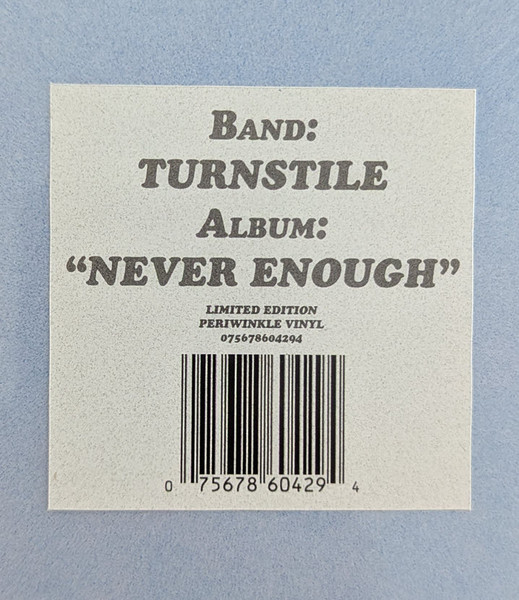 BAND:
TURNSTILE
ALBUM:
“NEVER ENOUGH”
LIMITED EDITION
PERIWINKLE VINYL
075678604294
0 75678 60429 4